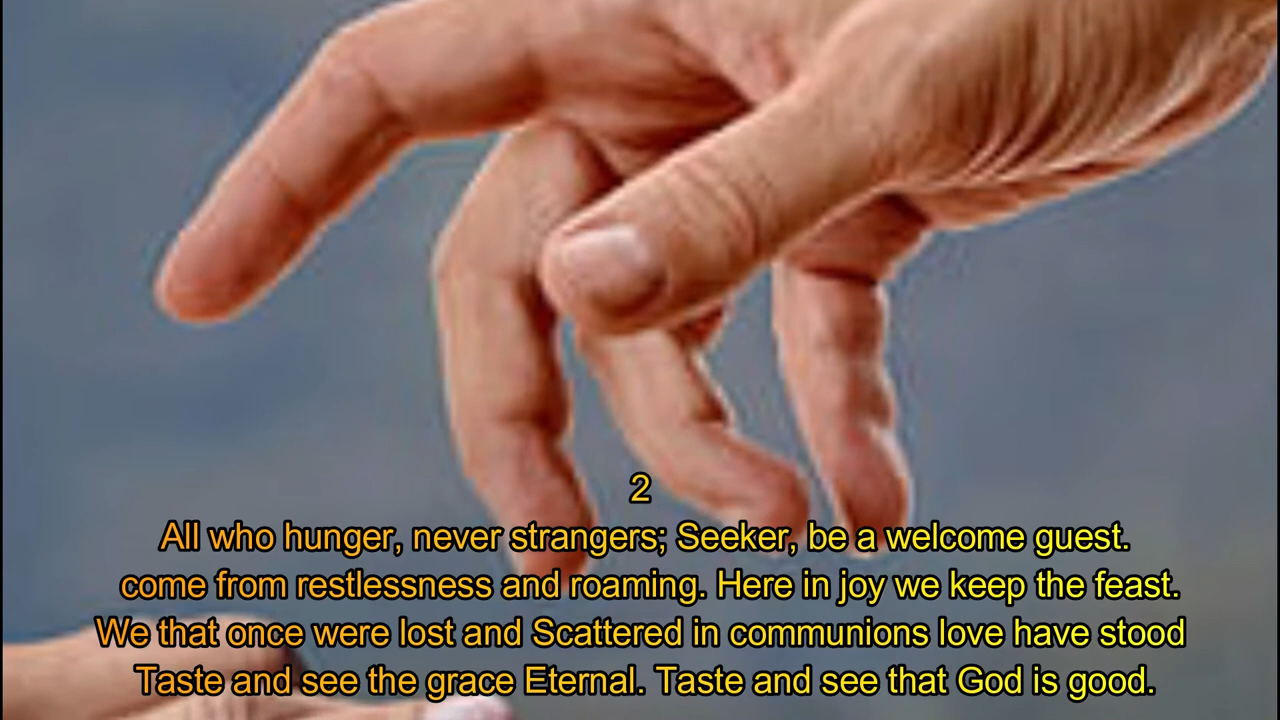 2
All who hunger, never strangers; Seeker, be a welcome guest.
come from restlessness and roaming. Here in joy we keep the feast.
We that once were lost and Scattered in communions love have stood
Taste and see the grace Eternal. Taste and see that God is good.